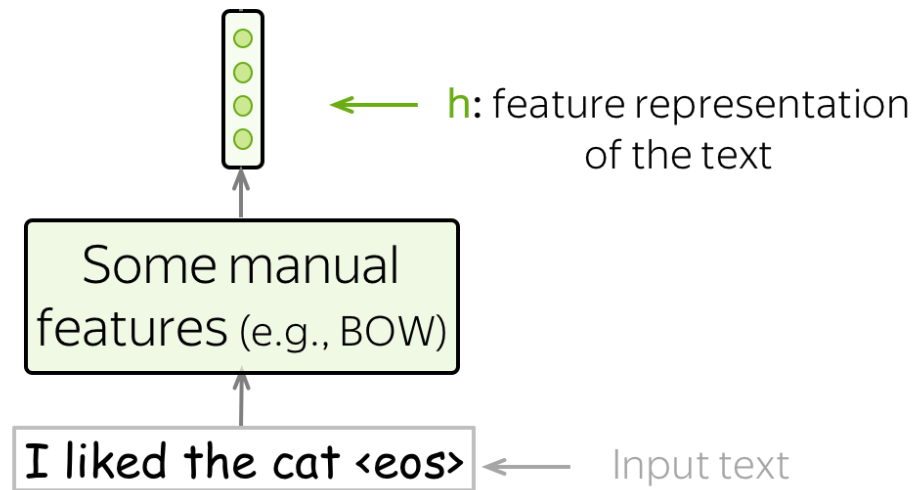 h: feature representation
of the text
Some manual
features (e.g., BOW)
I liked the cat <eos>
Input text